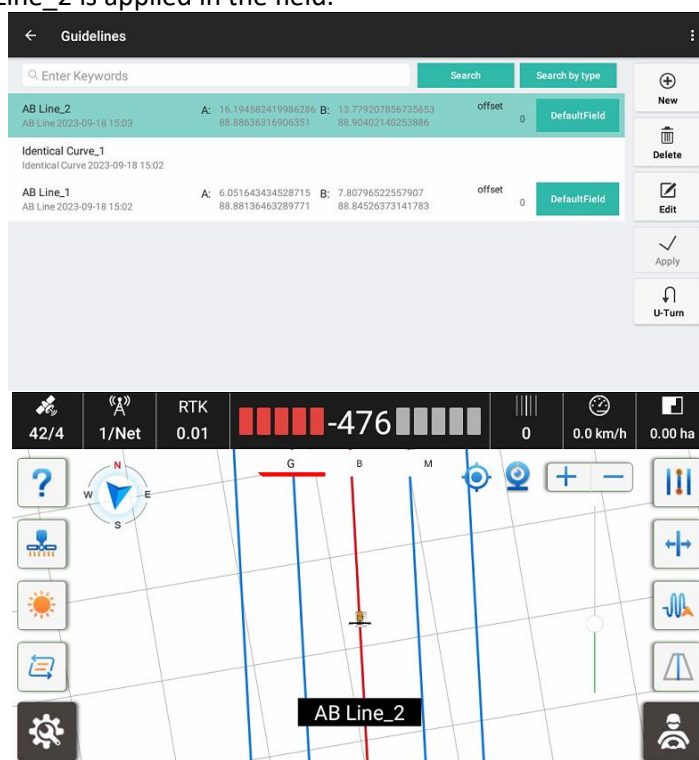 Line_2 is applied in the field.
Guidelines
Enter Keywords
Search
Search by type
New
AB Line_2
AB Line 2023-09-18 15:03
A: 16.194582419986286 B: 13.779207856735653
88.88636316906351 88.90402140253886
offset
0
DefaultField
Identical Curve_1
Identical Curve 2023-09-18 15:02
Delete
AB Line_1
AB Line 2023-09-18 15:02
A: 6.051643434528715 B: 7.80796522557907
88.88136463289771 88.84526373141783
offset
0
DefaultField
Edit
Apply
U-Turn
42/4
1/Net
RTK
0.01
-476
0
0.0 km/h
0.00 ha
N
W E
S
G B M
?
AB Line_2